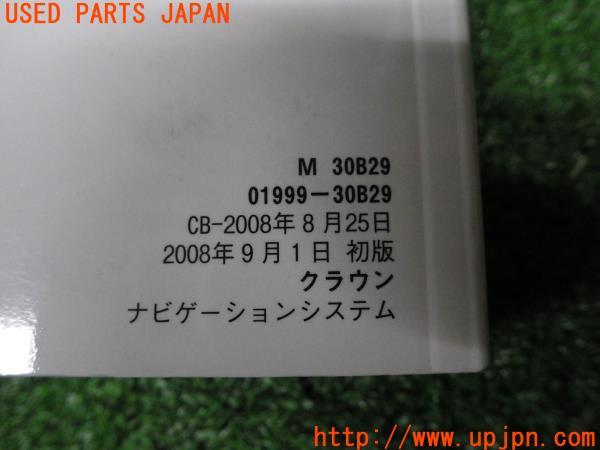 USED PARTS JAPAN
M 30B29
01999-30B29
CB-2008年8月25日
2008年9月1日 初版
クラウン
ナビゲーションシステム
http://www.upjpn.com/